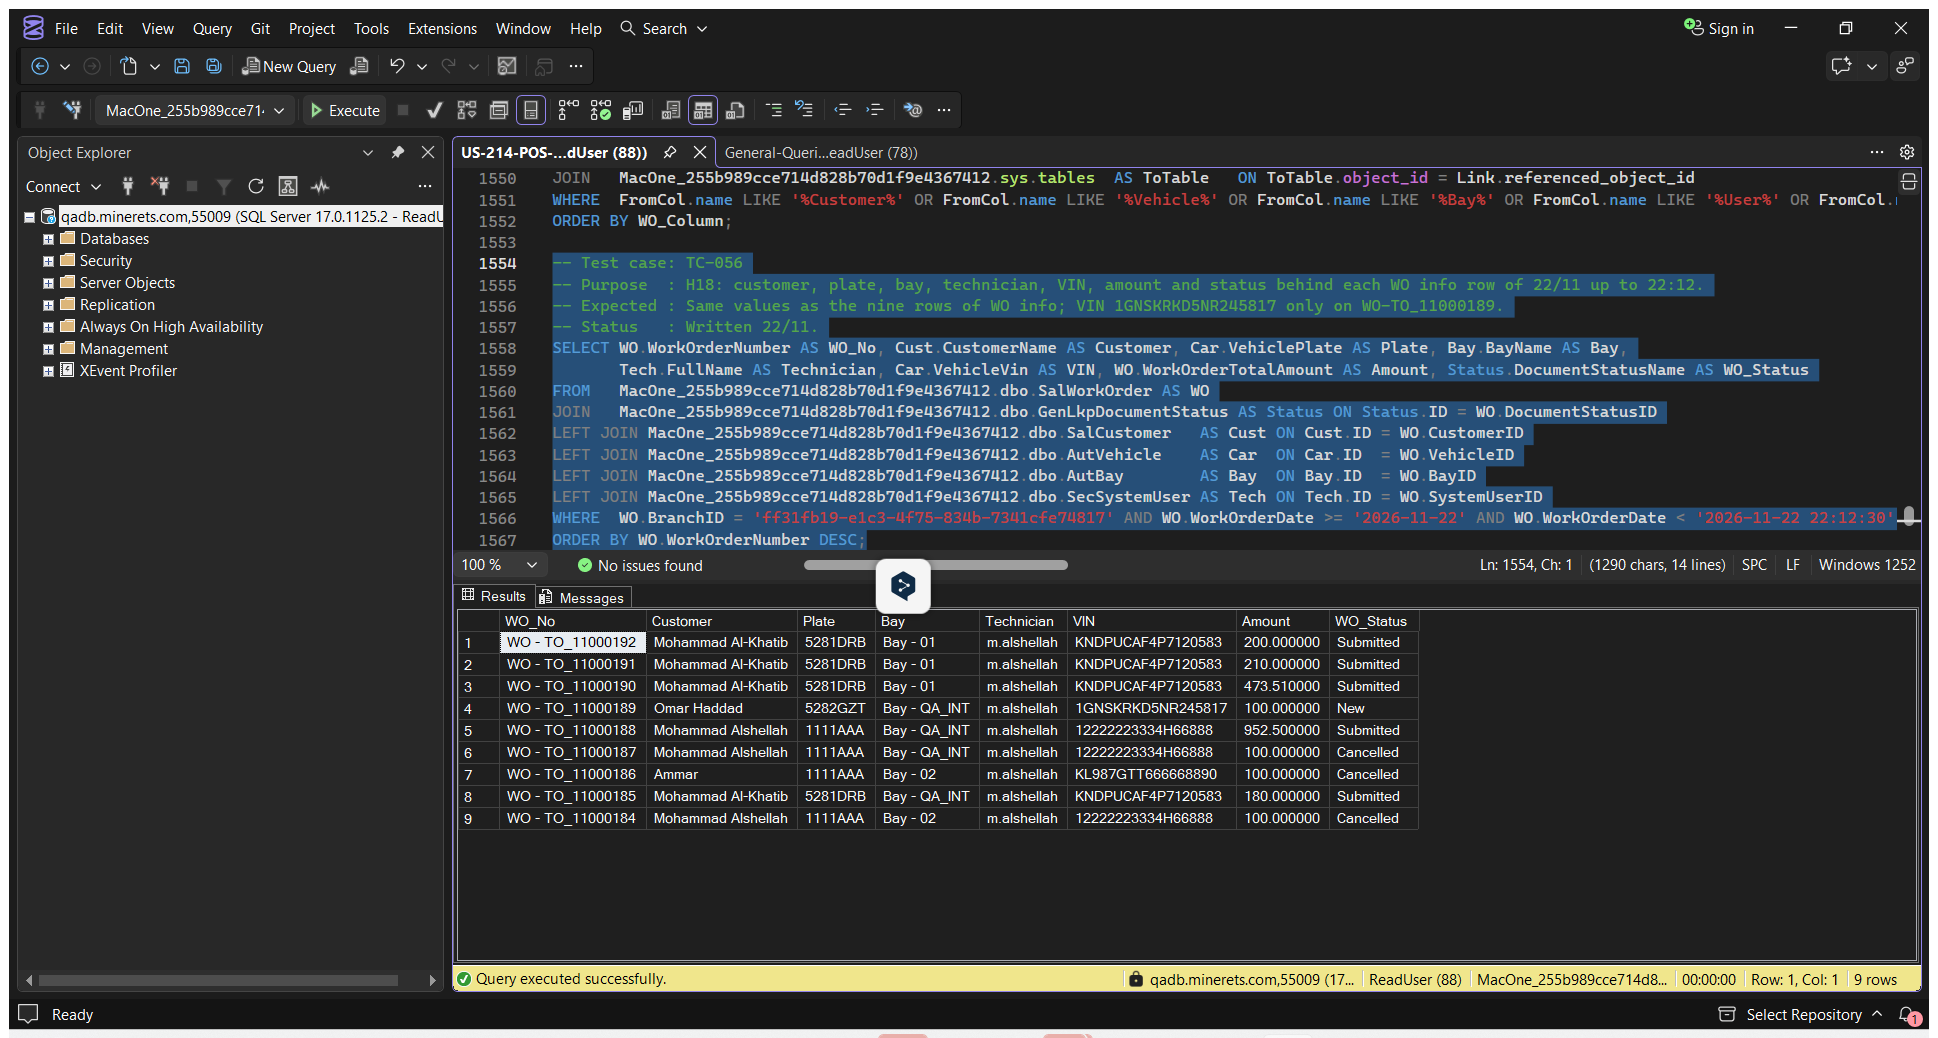 File Edit View Query Git Project Tools Extensions Window Help Search Sign in
New Query
MacOne_255b989cce71 Execute
Object Explorer
Connect
qadb.minerets.com,55009 (SQL Server 17.0.1125.2 - ReadU
Databases
Security
Server Objects
Replication
Always On High Availability
Management
XEvent Profiler
US-214-POS-...dUser (88)) General-Queri...eadUser (78))
1550 JOIN MacOne_255b989cce714d828b70d1f9e4367412.sys.tables AS ToTable ON ToTable.object_id = Link.referenced_object_id
1551 WHERE FromCol.name LIKE '%Customer%' OR FromCol.name LIKE '%Vehicle%' OR FromCol.name LIKE '%Bay%' OR FromCol.name LIKE '%User%' OR FromCol.
1552 ORDER BY WO_Column;
1553
1554 -- Test case: TC-056
1555 -- Purpose : H18: customer, plate, bay, technician, VIN, amount and status behind each WO info row of 22/11 up to 22:12.
1556 -- Expected : Same values as the nine rows of WO info; VIN 1GNSKRKD5NR245817 only on WO-TO_11000189.
1557 -- Status : Written 22/11.
1558 SELECT WO.WorkOrderNumber AS WO_No, Cust.CustomerName AS Customer, Car.VehiclePlate AS Plate, Bay.BayName AS Bay,
1559 Tech.FullName AS Technician, Car.VehicleVin AS VIN, WO.WorkOrderTotalAmount AS Amount, Status.DocumentStatusName AS WO_Status
1560 FROM MacOne_255b989cce714d828b70d1f9e4367412.dbo.SalWorkOrder AS WO
1561 JOIN MacOne_255b989cce714d828b70d1f9e4367412.dbo.GenLkpDocumentStatus AS Status ON Status.ID = WO.DocumentStatusID
1562 LEFT JOIN MacOne_255b989cce714d828b70d1f9e4367412.dbo.SalCustomer AS Cust ON Cust.ID = WO.CustomerID
1563 LEFT JOIN MacOne_255b989cce714d828b70d1f9e4367412.dbo.AutVehicle AS Car ON Car.ID = WO.VehicleID
1564 LEFT JOIN MacOne_255b989cce714d828b70d1f9e4367412.dbo.AutBay AS Bay ON Bay.ID = WO.BayID
1565 LEFT JOIN MacOne_255b989cce714d828b70d1f9e4367412.dbo.SecSystemUser AS Tech ON Tech.ID = WO.SystemUserID
1566 WHERE WO.BranchID = 'ff31fb19-e1c3-4f75-834b-7341cfe74817' AND WO.WorkOrderDate >= '2026-11-22' AND WO.WorkOrderDate < '2026-11-22 22:12:30'
1567 ORDER BY WO.WorkOrderNumber DESC;
100 % No issues found Ln: 1554, Ch: 1 (1290 chars, 14 lines) SPC LF Windows 1252
Results Messages
WO_No Customer Plate Bay Technician VIN Amount WO_Status
1 WO - TO_11000192 Mohammad Al-Khatib 5281DRB Bay - 01 m.alshellah KNDPUCAF4P7120583 200.000000 Submitted
2 WO - TO_11000191 Mohammad Al-Khatib 5281DRB Bay - 01 m.alshellah KNDPUCAF4P7120583 210.000000 Submitted
3 WO - TO_11000190 Mohammad Al-Khatib 5281DRB Bay - 01 m.alshellah KNDPUCAF4P7120583 473.510000 Submitted
4 WO - TO_11000189 Omar Haddad 5282GZT Bay - QA_INT m.alshellah 1GNSKRKD5NR245817 100.000000 New
5 WO - TO_11000188 Mohammad Alshellah 1111AAA Bay - QA_INT m.alshellah 12222223334H66888 952.500000 Submitted
6 WO - TO_11000187 Mohammad Alshellah 1111AAA Bay - QA_INT m.alshellah 12222223334H66888 100.000000 Cancelled
7 WO - TO_11000186 Ammar 1111AAA Bay - 02 m.alshellah KL987GTT666668890 100.000000 Cancelled
8 WO - TO_11000185 Mohammad Al-Khatib 5281DRB Bay - QA_INT m.alshellah KNDPUCAF4P7120583 180.000000 Submitted
9 WO - TO_11000184 Mohammad Alshellah 1111AAA Bay - 02 m.alshellah 12222223334H66888 100.000000 Cancelled
Query executed successfully. qadb.minerets.com,55009 (17... ReadUser (88) MacOne_255b989cce714d8... 00:00:00 Row: 1, Col: 1 9 rows
Ready Select Repository 1